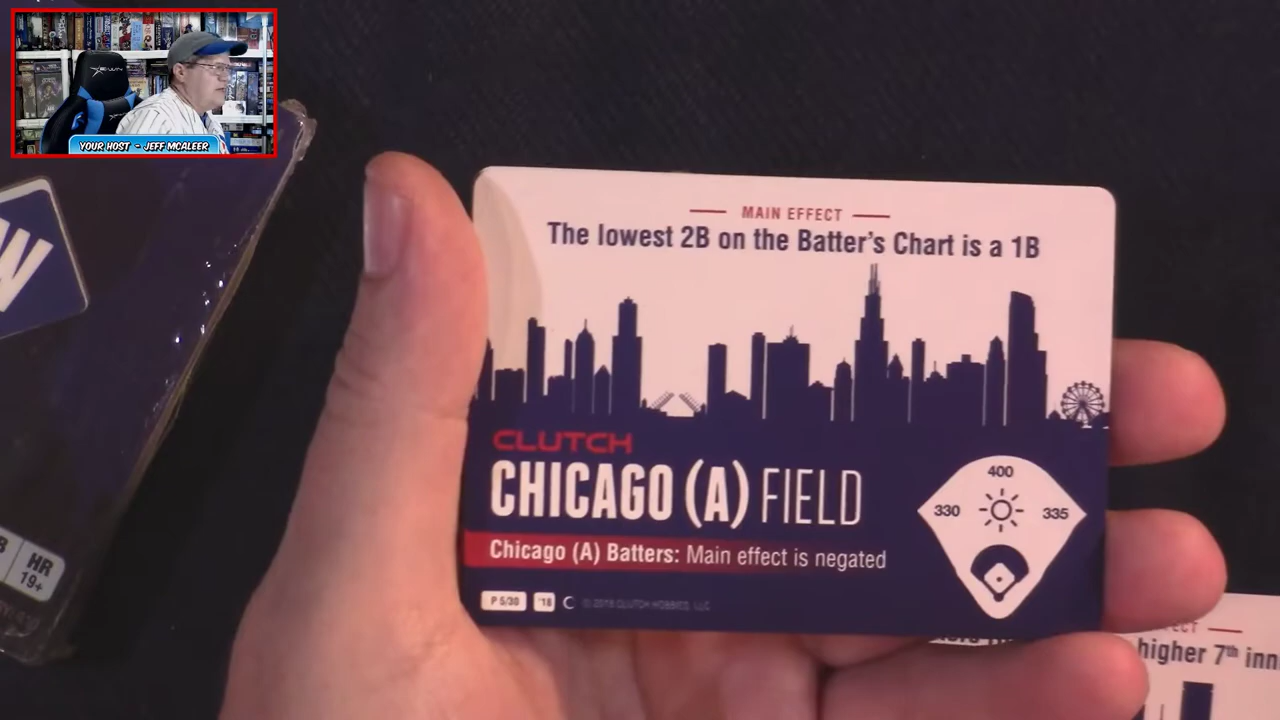 YOUR HOST - JEFF MCALEER
W
MAIN EFFECT
The lowest 2B on the Batter's Chart is a 1B
CLUTCH
CHICAGO (A) FIELD
400
330
335
Chicago (A) Batters: Main effect is negated
P 5/30
'18
© 2018 CLUTCH HOBBIES, LLC
B
HR
19+
higher 7th inn